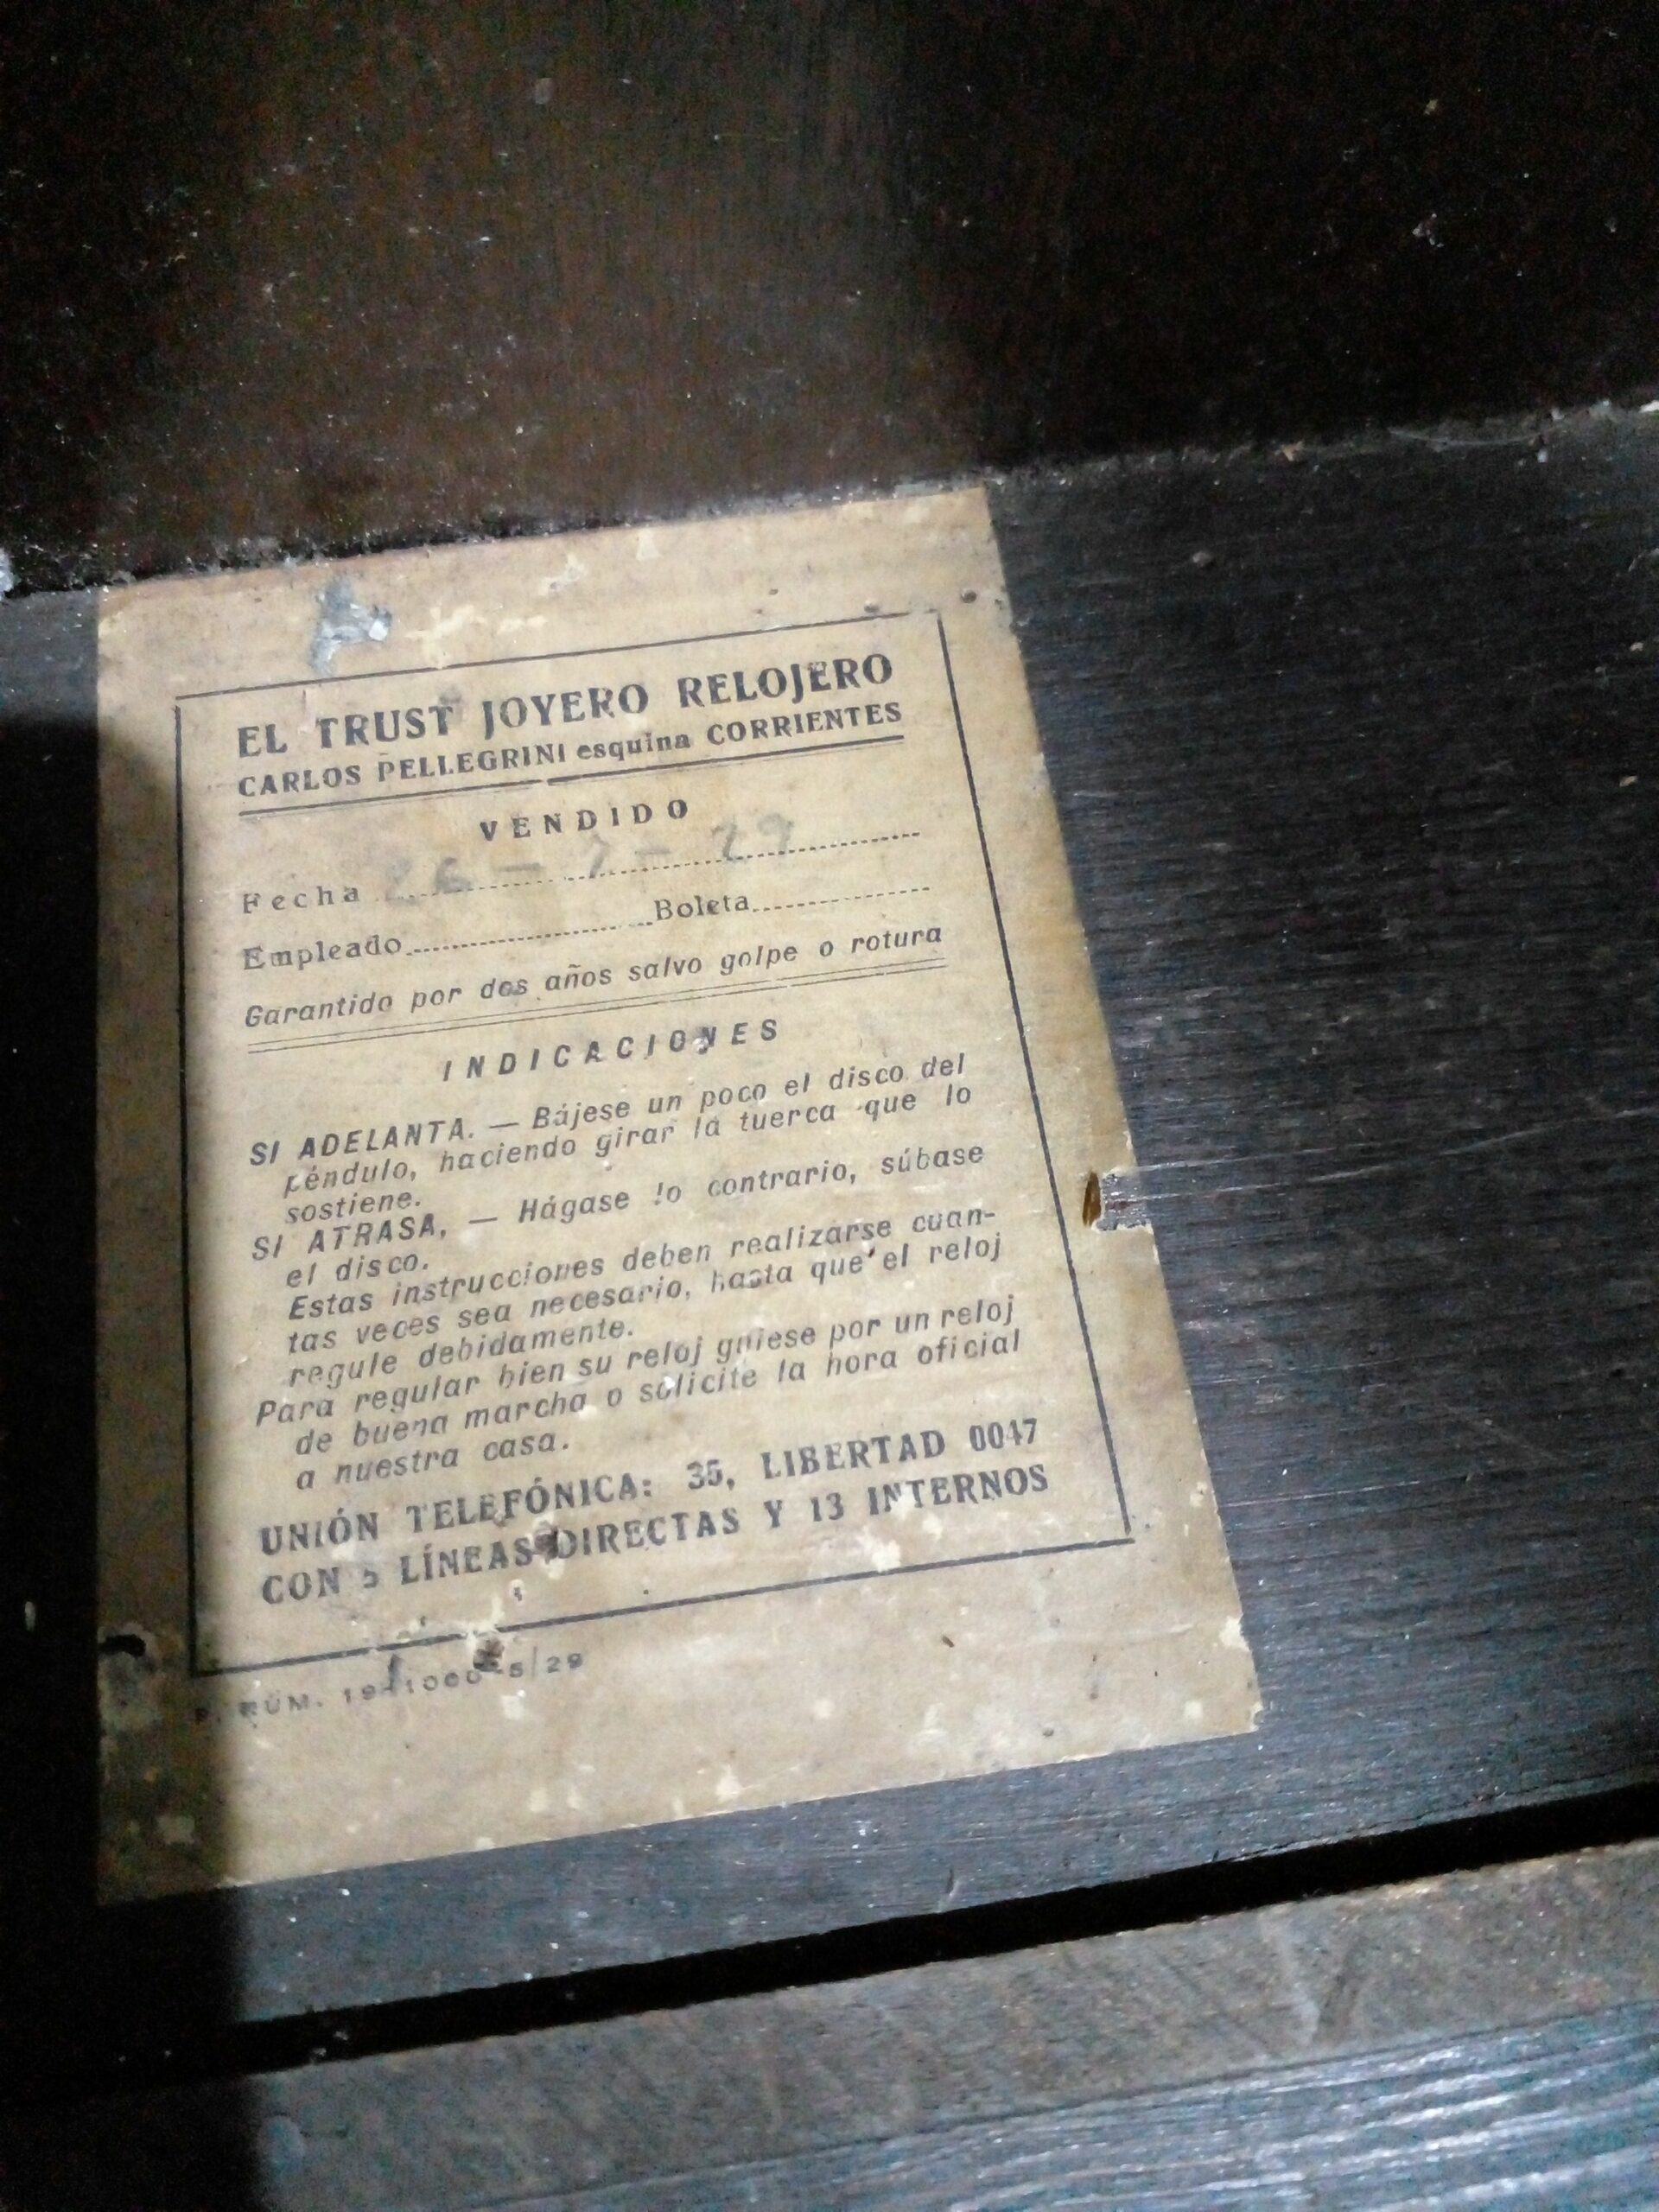 EL TRUST JOYERO RELOJERO
CARLOS PELLEGRINI esquina CORRIENTES
VENDIDO
Fecha 26 - 7 - 29
Empleado Boleta
Garantido por dos años salvo golpe o rotura
INDICACIONES
SI ADELANTA. — Bájese un poco el disco del
péndulo, haciendo girar la tuerca que lo
sostiene.
SI ATRASA, — Hágase lo contrario, súbase
el disco.
Estas instrucciones deben realizarse cuan-
tas veces sea necesario, hasta que el reloj
regule debidamente.
Para regular bien su reloj guiese por un reloj
de buena marcha o solicite la hora oficial
a nuestra casa.
UNIÓN TELEFÓNICA: 35, LIBERTAD 0047
CON 5 LÍNEAS DIRECTAS Y 13 INTERNOS
NÚM. 5/29